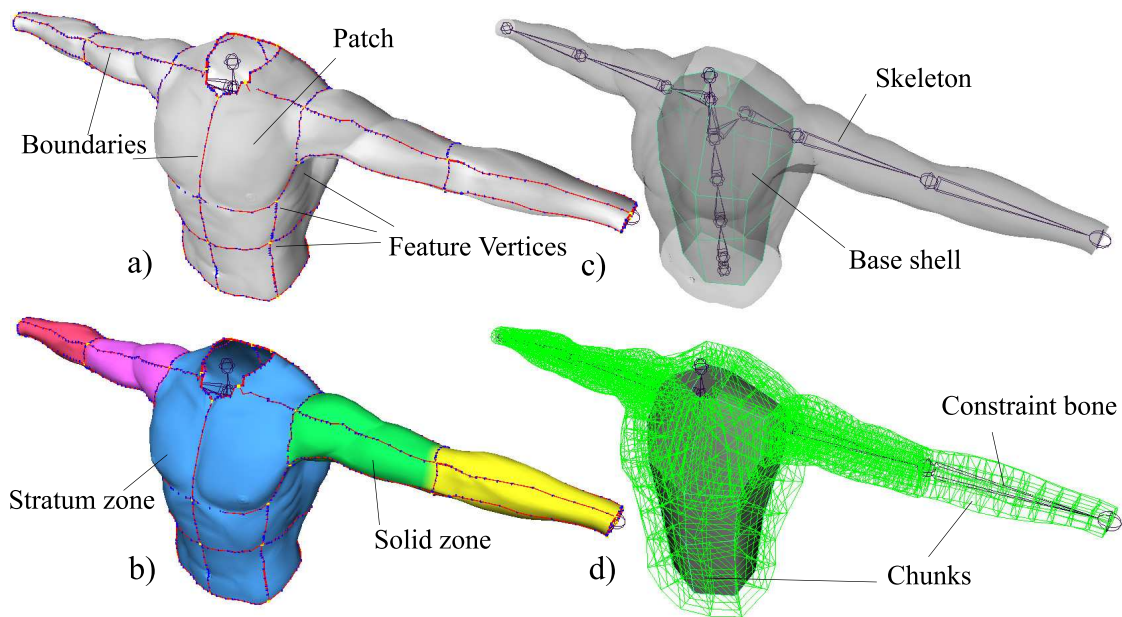 Patch
Boundaries
Feature Vertices
a)
Skeleton
Base shell
c)
Stratum zone
Solid zone
b)
Constraint bone
Chunks
d)